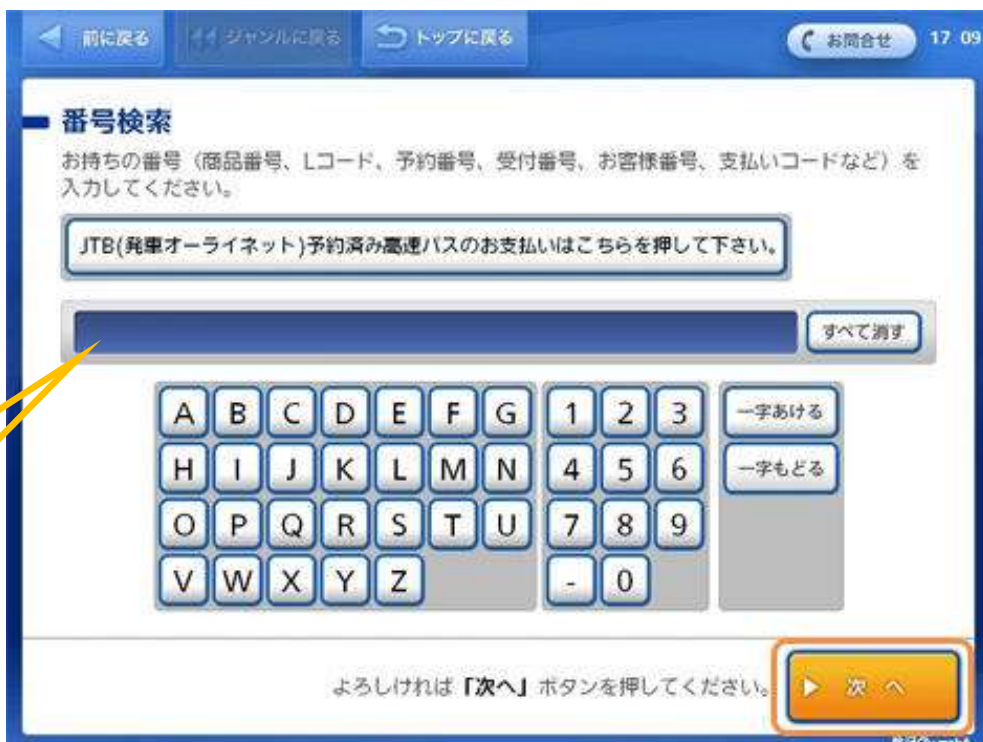 前に戻る
ジャンルに戻る
トップに戻る
お問合せ
17 09
番号検索
お持ちの番号（商品番号、Lコード、予約番号、受付番号、お客様番号、支払いコードなど）を
入力してください。
JTB(発車オーライネット)予約済み高速バスのお支払いはこちらを押して下さい。
すべて消す
A B C D E F G 1 2 3 一字あける
H I J K L M N 4 5 6 一字もどる
O P Q R S T U 7 8 9
V W X Y Z - 0
よろしければ「次へ」ボタンを押してください。
次 へ